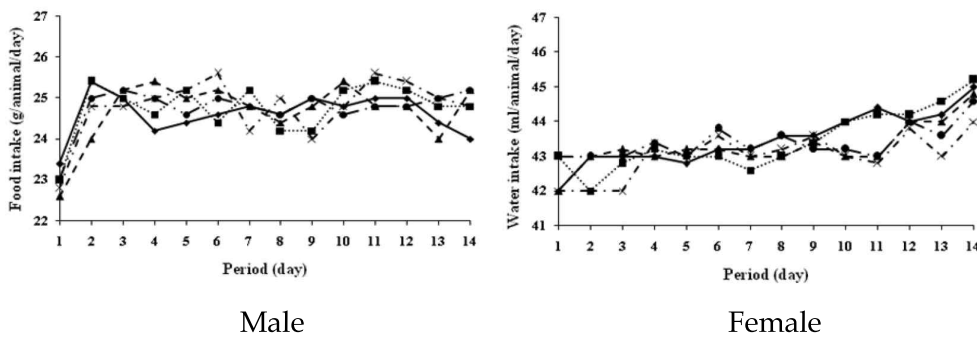 Food intake (g/animal/day)
27
26
25
24
23
22
1 2 3 4 5 6 7 8 9 10 11 12 13 14
Period (day)
Male
Water intake (ml/animal/day)
47
46
45
44
43
42
41
1 2 3 4 5 6 7 8 9 10 11 12 13 14
Period (day)
Female